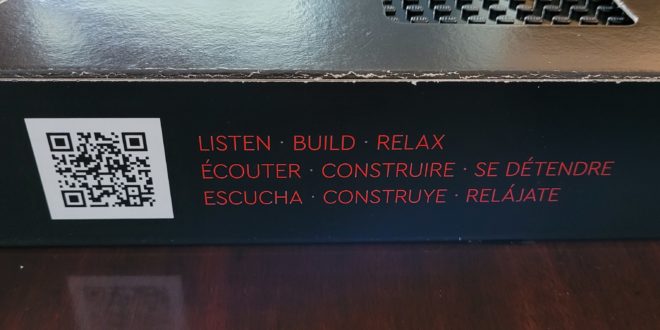 LISTEN · BUILD · RELAX
ÉCOUTER · CONSTRUIRE · SE DÉTENDRE
ESCUCHA · CONSTRUYE · RELÁJATE